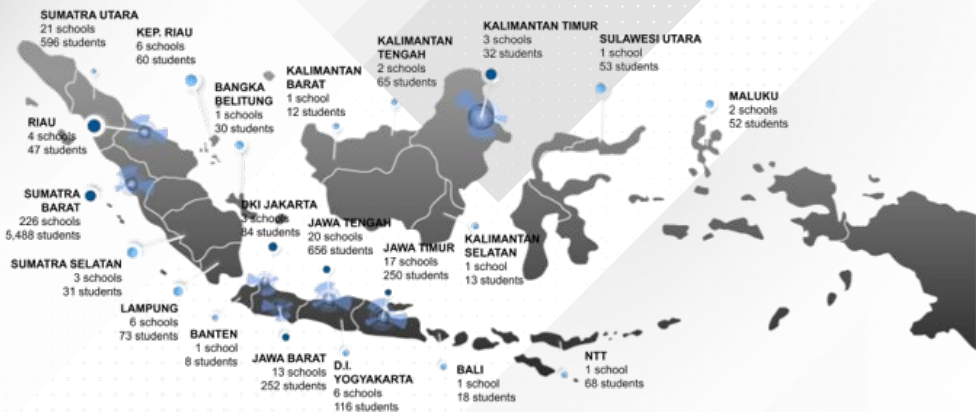 SUMATRA UTARA
21 schools
596 students
KEP. RIAU
6 schools
60 students
BANGKA
BELITUNG
1 schools
30 students
KALIMANTAN
BARAT
1 school
12 students
KALIMANTAN
TENGAH
2 schools
65 students
KALIMANTAN TIMUR
3 schools
32 students
SULAWESI UTARA
1 school
53 students
MALUKU
2 schools
52 students
RIAU
4 schools
47 students
SUMATRA
BARAT
226 schools
5,488 students
SUMATRA SELATAN
3 schools
31 students
LAMPUNG
6 schools
73 students
BANTEN
1 school
8 students
DKI JAKARTA
3 schools
84 students
JAWA TENGAH
20 schools
656 students
JAWA TIMUR
17 schools
250 students
KALIMANTAN
SELATAN
1 school
13 students
JAWA BARAT
13 schools
252 students
D.I.
YOGYAKARTA
6 schools
116 students
BALI
1 school
18 students
NTT
1 school
68 students